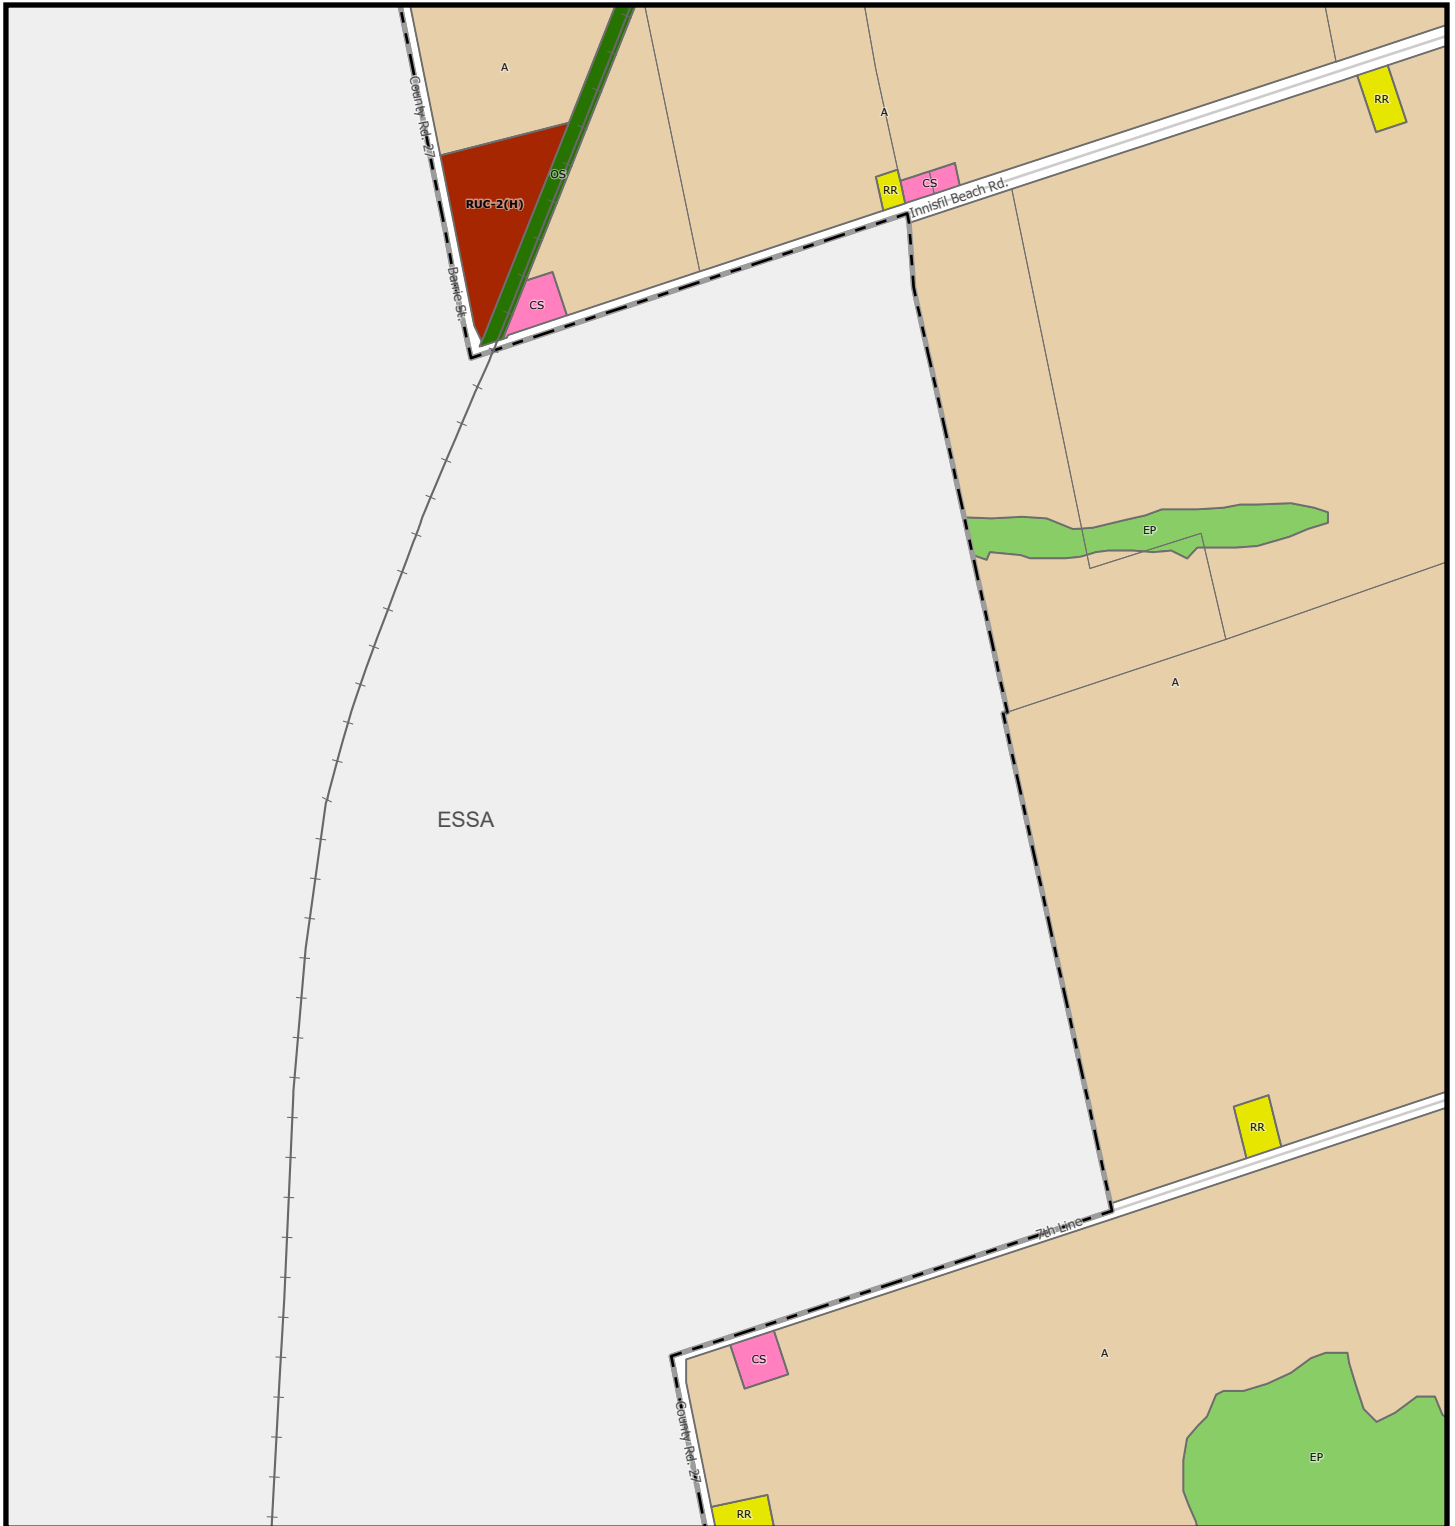 A
County Rd. 27
A
RR
OS
RR
CS
Innisfil Beach Rd.
RUC-2(H)
Barrie St.
CS
EP
A
ESSA
RR
7th Line
A
CS
County Rd. 27
EP
RR